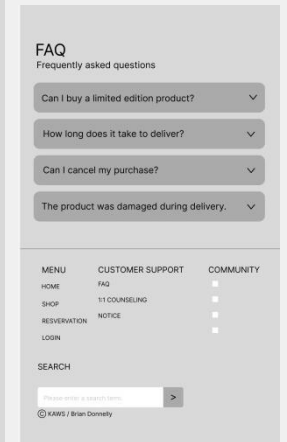 FAQ
Frequently asked questions
Can I buy a limited edition product?
How long does it take to deliver?
Can I cancel my purchase?
The product was damaged during delivery.
MENU
HOME
SHOP
RESVERVATION
LOGIN
CUSTOMER SUPPORT
FAQ
1:1 COUNSELING
NOTICE
COMMUNITY
SEARCH
Please enter a search term.
>
© KAWS / Brian Donnelly